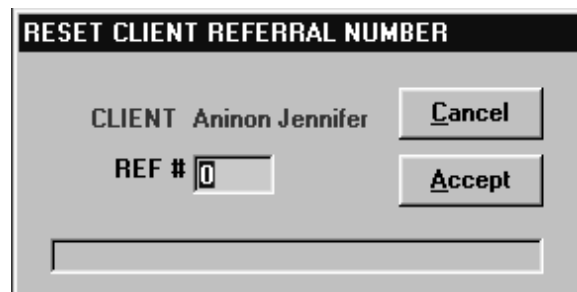 RESET CLIENT REFERRAL NUMBER
CLIENT Aninon Jennifer
Cancel
REF # 0
Accept